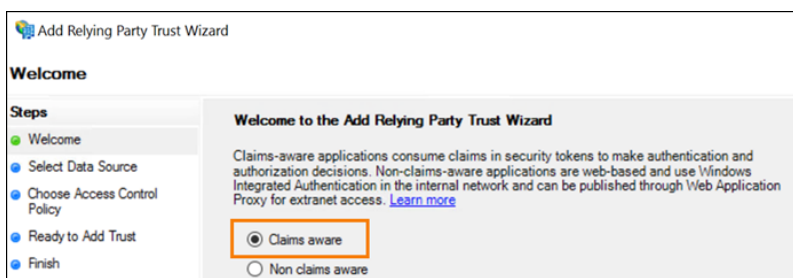 Add Relying Party Trust Wizard
Welcome
Steps
Welcome
Select Data Source
Choose Access Control
Policy
Ready to Add Trust
Finish
Welcome to the Add Relying Party Trust Wizard
Claims-aware applications consume claims in security tokens to make authentication and
authorization decisions. Non-claims-aware applications are web-based and use Windows
Integrated Authentication in the internal network and can be published through Web Application
Proxy for extranet access. Learn more
Claims aware
Non claims aware